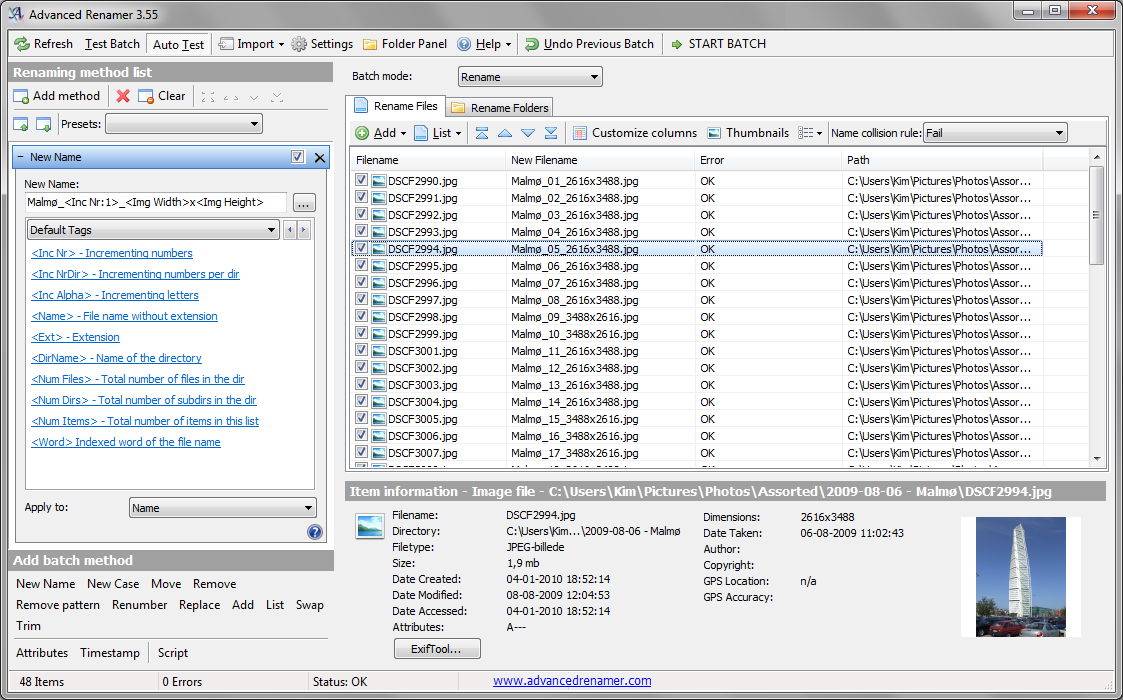 Advanced Renamer 3.55
Refresh Test Batch Auto Test Import Settings Folder Panel Help Undo Previous Batch START BATCH
Renaming method list
Add method Clear
Presets:
New Name
New Name:
Malmø_<Inc Nr:1>_<Img Width>x<Img Height>
...
Default Tags
<Inc Nr> - Incrementing numbers
<Inc NrDir> - Incrementing numbers per dir
<Inc Alpha> - Incrementing letters
<Name> - File name without extension
<Ext> - Extension
<DirName> - Name of the directory
<Num Files> - Total number of files in the dir
<Num Dirs> - Total number of subdirs in the dir
<Num Items> - Total number of items in this list
<Word> Indexed word of the file name
Apply to: Name
Add batch method
New Name New Case Move Remove
Remove pattern Renumber Replace Add List Swap
Trim
Attributes Timestamp Script
Batch mode: Rename
Rename Files Rename Folders
Add List Customize columns Thumbnails Name collision rule: Fail
Filename New Filename Error Path
DSCF2990.jpg Malmø_01_2616x3488.jpg OK C:\Users\Kim\Pictures\Photos\Assor...
DSCF2991.jpg Malmø_02_2616x3488.jpg OK C:\Users\Kim\Pictures\Photos\Assor...
DSCF2992.jpg Malmø_03_2616x3488.jpg OK C:\Users\Kim\Pictures\Photos\Assor...
DSCF2993.jpg Malmø_04_2616x3488.jpg OK C:\Users\Kim\Pictures\Photos\Assor...
DSCF2994.jpg Malmø_05_2616x3488.jpg OK C:\Users\Kim\Pictures\Photos\Assor...
DSCF2995.jpg Malmø_06_2616x3488.jpg OK C:\Users\Kim\Pictures\Photos\Assor...
DSCF2996.jpg Malmø_07_2616x3488.jpg OK C:\Users\Kim\Pictures\Photos\Assor...
DSCF2997.jpg Malmø_08_2616x3488.jpg OK C:\Users\Kim\Pictures\Photos\Assor...
DSCF2998.jpg Malmø_09_3488x2616.jpg OK C:\Users\Kim\Pictures\Photos\Assor...
DSCF2999.jpg Malmø_10_3488x2616.jpg OK C:\Users\Kim\Pictures\Photos\Assor...
DSCF3001.jpg Malmø_11_2616x3488.jpg OK C:\Users\Kim\Pictures\Photos\Assor...
DSCF3002.jpg Malmø_12_2616x3488.jpg OK C:\Users\Kim\Pictures\Photos\Assor...
DSCF3003.jpg Malmø_13_2616x3488.jpg OK C:\Users\Kim\Pictures\Photos\Assor...
DSCF3004.jpg Malmø_14_2616x3488.jpg OK C:\Users\Kim\Pictures\Photos\Assor...
DSCF3005.jpg Malmø_15_3488x2616.jpg OK C:\Users\Kim\Pictures\Photos\Assor...
DSCF3006.jpg Malmø_16_3488x2616.jpg OK C:\Users\Kim\Pictures\Photos\Assor...
DSCF3007.jpg Malmø_17_3488x2616.jpg OK C:\Users\Kim\Pictures\Photos\Assor...
Item information - Image file - C:\Users\Kim\Pictures\Photos\Assorted\2009-08-06 - Malmø\DSCF2994.jpg
Filename: DSCF2994.jpg
Directory: C:\Users\Kim...\2009-08-06 - Malmø
Filetype: JPEG-billede
Size: 1,9 mb
Date Created: 04-01-2010 18:52:14
Date Modified: 08-08-2009 12:04:53
Date Accessed: 04-01-2010 18:52:14
Attributes: A---
ExifTool...
Dimensions: 2616x3488
Date Taken: 06-08-2009 11:02:43
Author:
Copyright:
GPS Location: n/a
GPS Accuracy:
48 Items 0 Errors Status: OK www.advancedrenamer.com